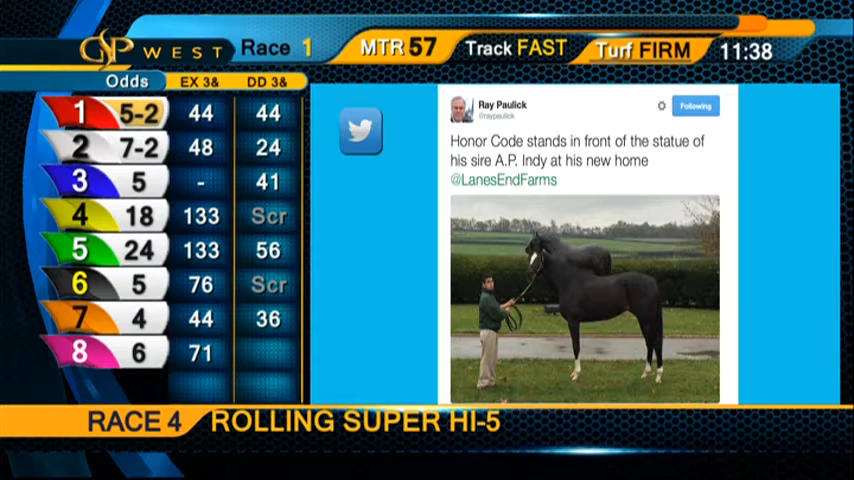 GSP WEST Race 1 MTR 57 Track FAST Turf FIRM 11:38
Odds EX 3& DD 3&
1 5-2 44 44
2 7-2 48 24
3 5 - 41
4 18 133 Scr
5 24 133 56
6 5 76 Scr
7 4 44 36
8 6 71
Ray Paulick
@raypaulick
Following
Honor Code stands in front of the statue of
his sire A.P. Indy at his new home
@LanesEndFarms
RACE 4 ROLLING SUPER HI-5